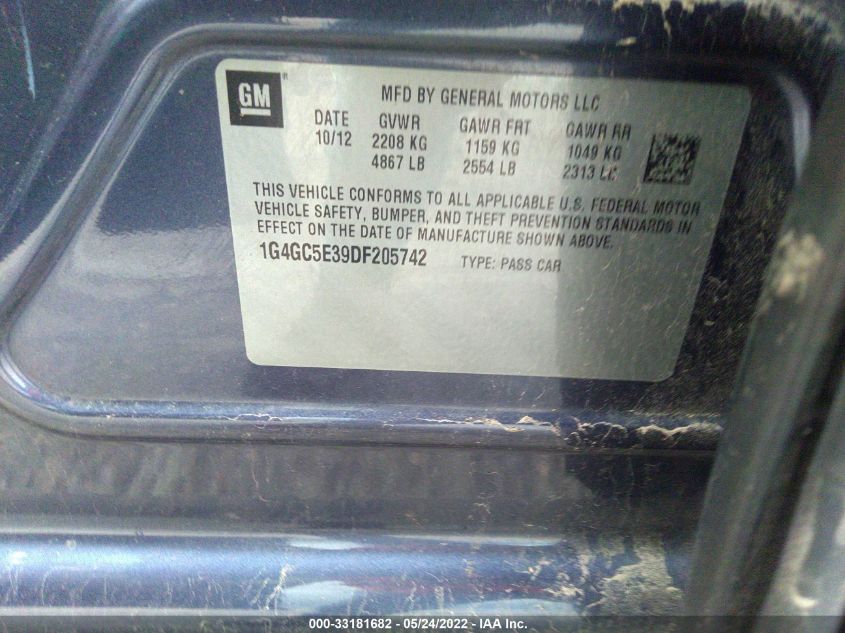 GM
MFD BY GENERAL MOTORS LLC
DATE GVWR GAWR FRT GAWR RR
10/12 2208 KG 1159 KG 1049 KG
4867 LB 2554 LB 2313 LB
THIS VEHICLE CONFORMS TO ALL APPLICABLE U.S. FEDERAL MOTOR
VEHICLE SAFETY, BUMPER, AND THEFT PREVENTION STANDARDS IN
EFFECT ON THE DATE OF MANUFACTURE SHOWN ABOVE.
1G4GC5E39DF205742 TYPE: PASS CAR
000-33181682 - 05/24/2022 - IAA Inc.